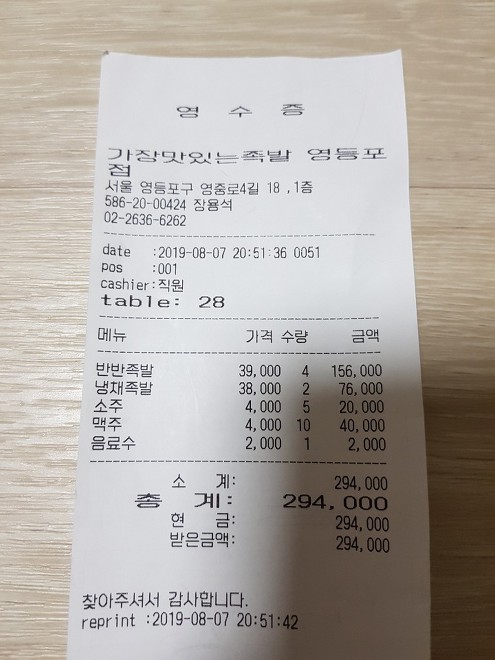 영 수 증
가장맛있는족발 영등포
점
서울 영등포구 영중로4길 18 ,1층
586-20-00424 장용석
02-2636-6262
date :2019-08-07 20:51:36 0051
pos :001
cashier:직원
table: 28
메뉴 가격 수량 금액
반반족발 39,000 4 156,000
냉채족발 38,000 2 76,000
소주 4,000 5 20,000
맥주 4,000 10 40,000
음료수 2,000 1 2,000
소 계: 294,000
총 계: 294,000
현 금: 294,000
받은금액: 294,000
찾아주셔서 감사합니다.
reprint :2019-08-07 20:51:42